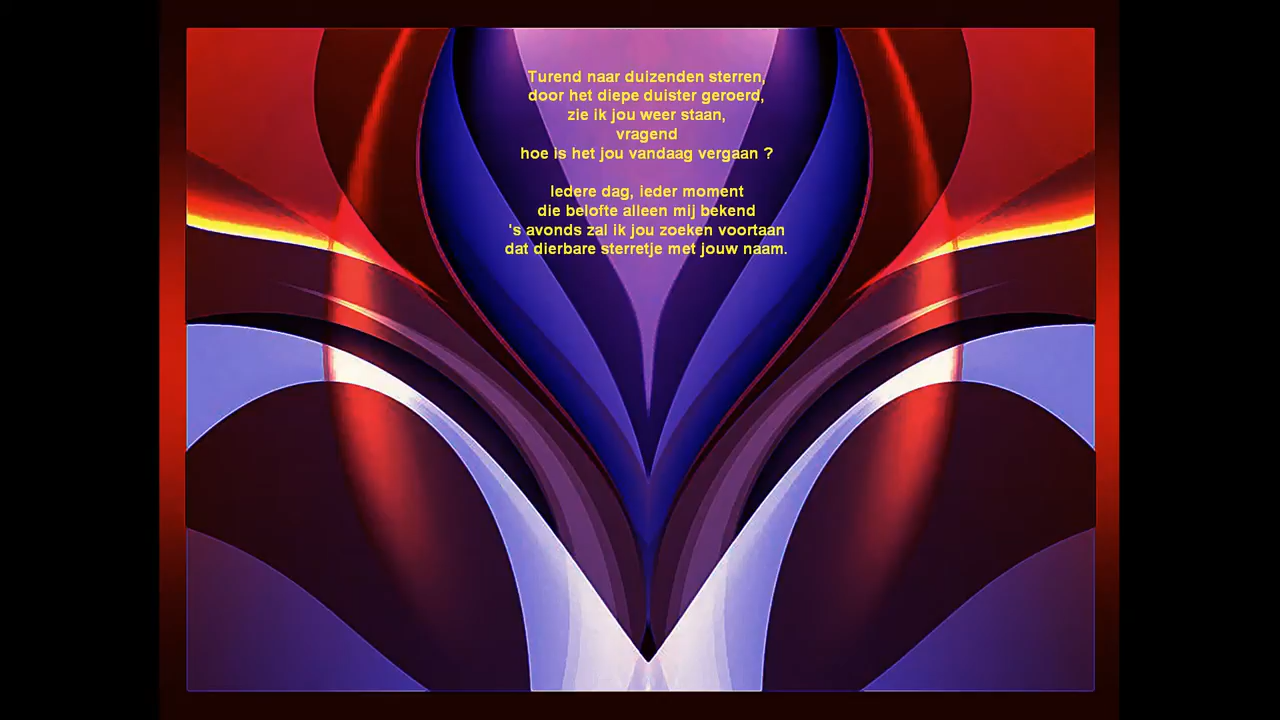 Turend naar duizenden sterren,
door het diepe duister geroerd,
zie ik jou weer staan,
vragend
hoe is het jou vandaag vergaan ?
Iedere dag, ieder moment
die belofte alleen mij bekend
's avonds zal ik jou zoeken voortaan
dat dierbare sterretje met jouw naam.